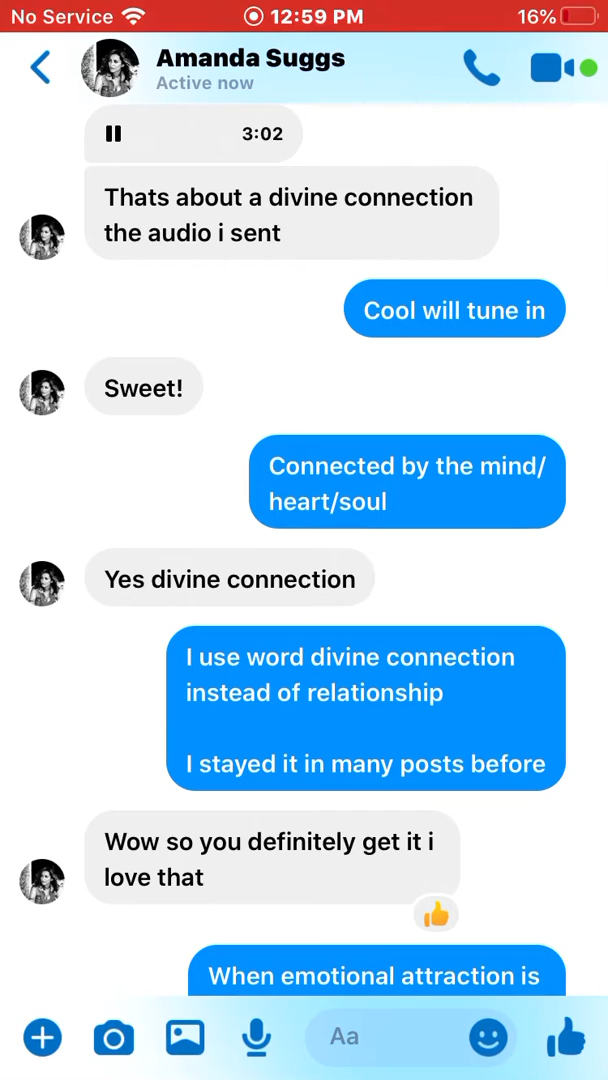 No Service 12:59 PM 16%
Amanda Suggs
Active now
3:02
Thats about a divine connection
the audio i sent
Cool will tune in
Sweet!
Connected by the mind/
heart/soul
Yes divine connection
I use word divine connection
instead of relationship
I stayed it in many posts before
Wow so you definitely get it i
love that
When emotional attraction is
Aa